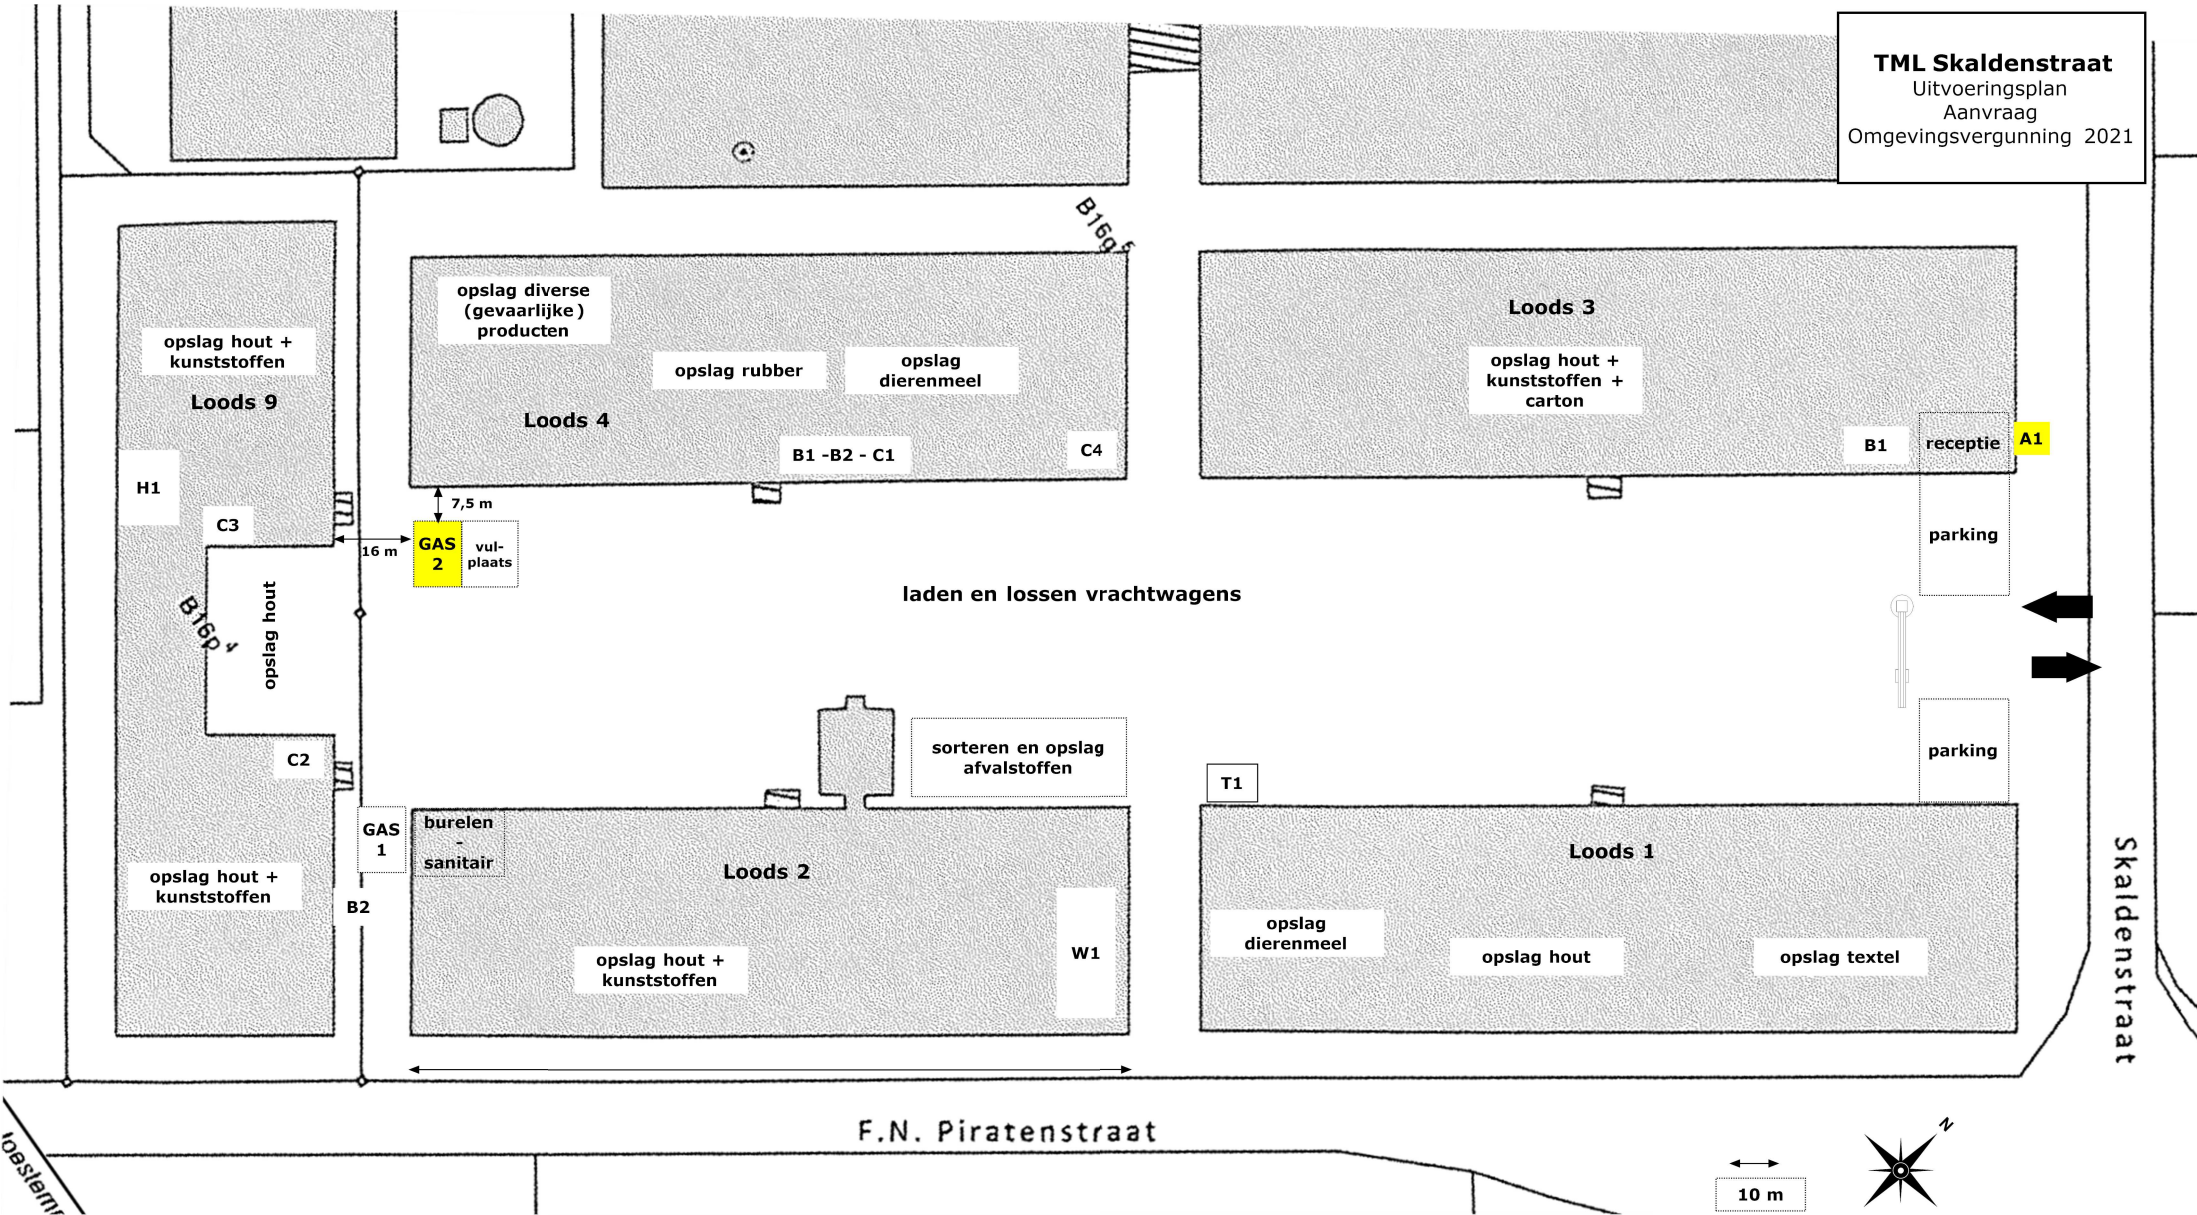 TML Skaldenstraat
Uitvoeringsplan
Aanvraag
Omgevingsvergunning 2021
B16g5
opslag diverse
(gevaarlijke)
producten
opslag rubber
opslag
dierenmeel
Loods 4
B1 -B2 - C1
C4
Loods 3
opslag hout +
kunststoffen +
carton
B1
receptie
A1
opslag hout +
kunststoffen
Loods 9
H1
C3
7,5 m
16 m
GAS
2
vul-
plaats
parking
laden en lossen vrachtwagens
opslag hout
B16p4
C2
sorteren en opslag
afvalstoffen
T1
parking
GAS
1
burelen
-
sanitair
Loods 2
Loods 1
opslag hout +
kunststoffen
B2
opslag hout +
kunststoffen
W1
opslag
dierenmeel
opslag hout
opslag textel
Skaldenstraat
F.N. Piratenstraat
N
10 m